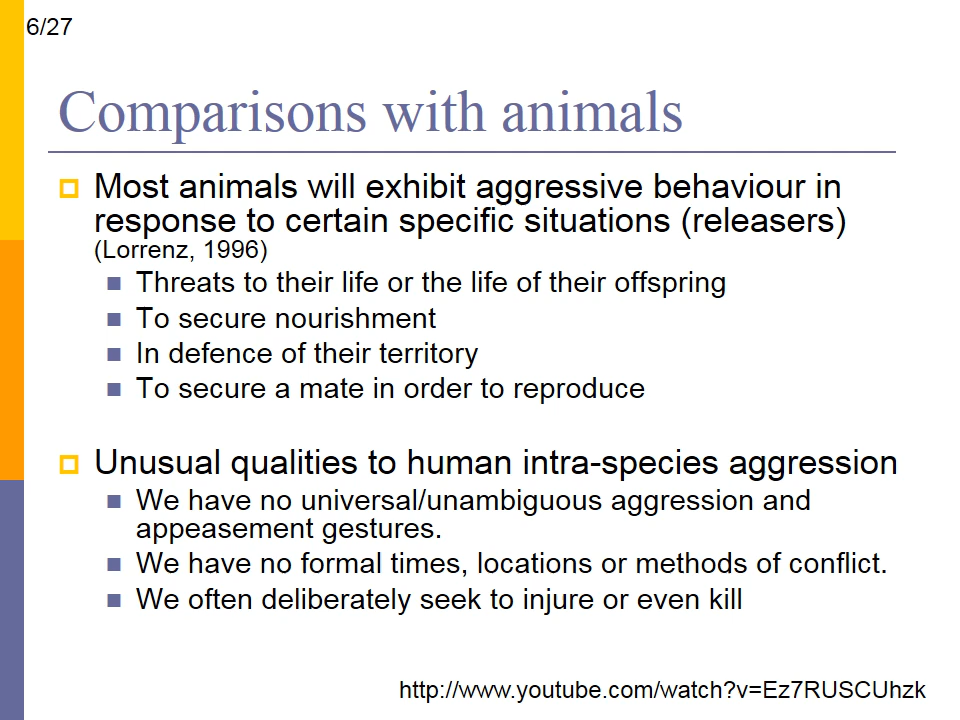 6/27
Comparisons with animals
Most animals will exhibit aggressive behaviour in
response to certain specific situations (releasers)
(Lorrenz, 1996)
Threats to their life or the life of their offspring
To secure nourishment
In defence of their territory
To secure a mate in order to reproduce
Unusual qualities to human intra-species aggression
We have no universal/unambiguous aggression and
appeasement gestures.
We have no formal times, locations or methods of conflict.
We often deliberately seek to injure or even kill
http://www.youtube.com/watch?v=Ez7RUSCUhzk